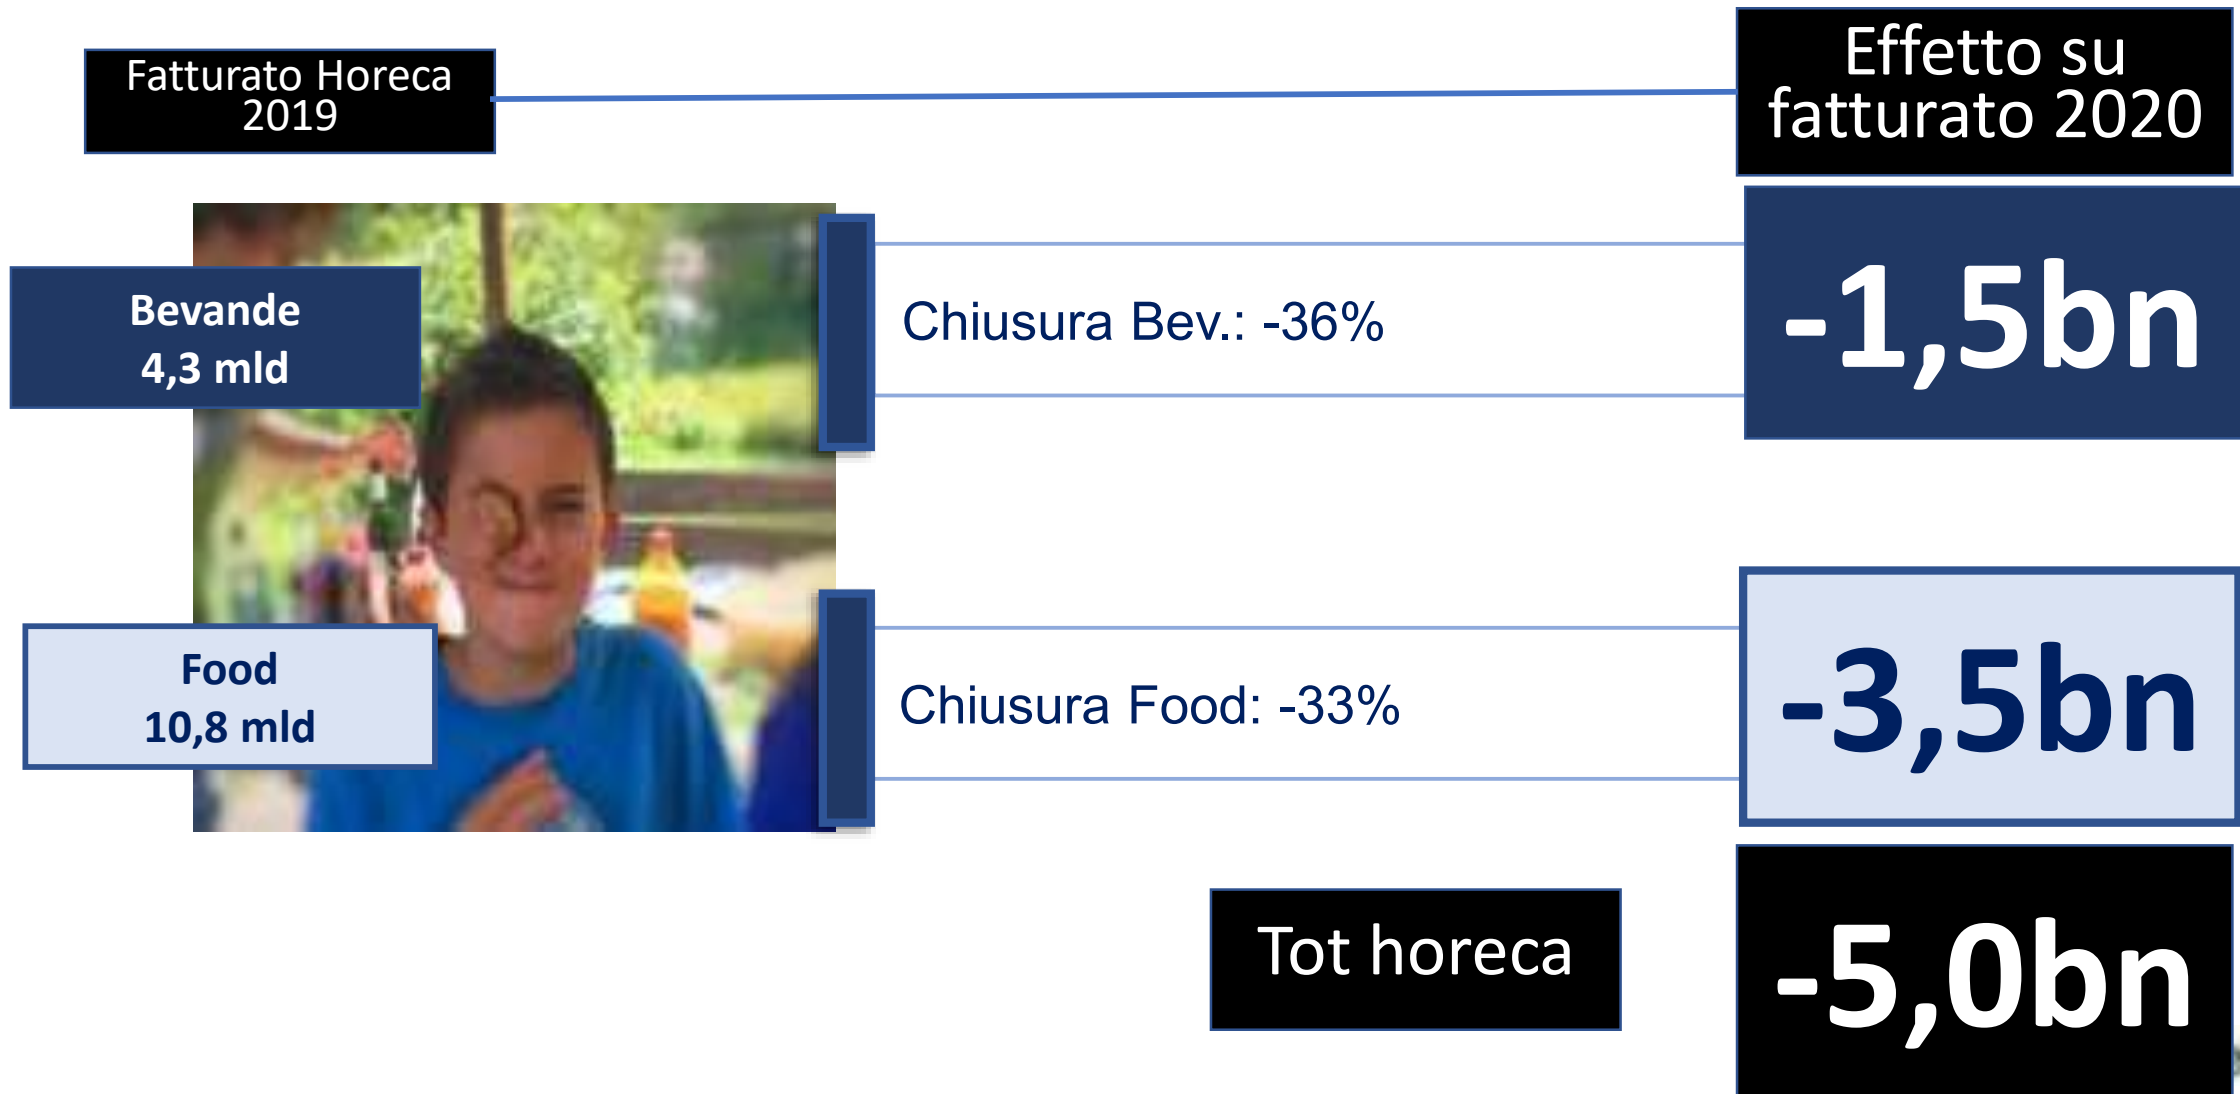 Fatturato Horeca
2019
Effetto su
fatturato 2020
Bevande
4,3 mld
Chiusura Bev.: -36%
-1,5bn
Food
10,8 mld
Chiusura Food: -33%
-3,5bn
Tot horeca
-5,0bn